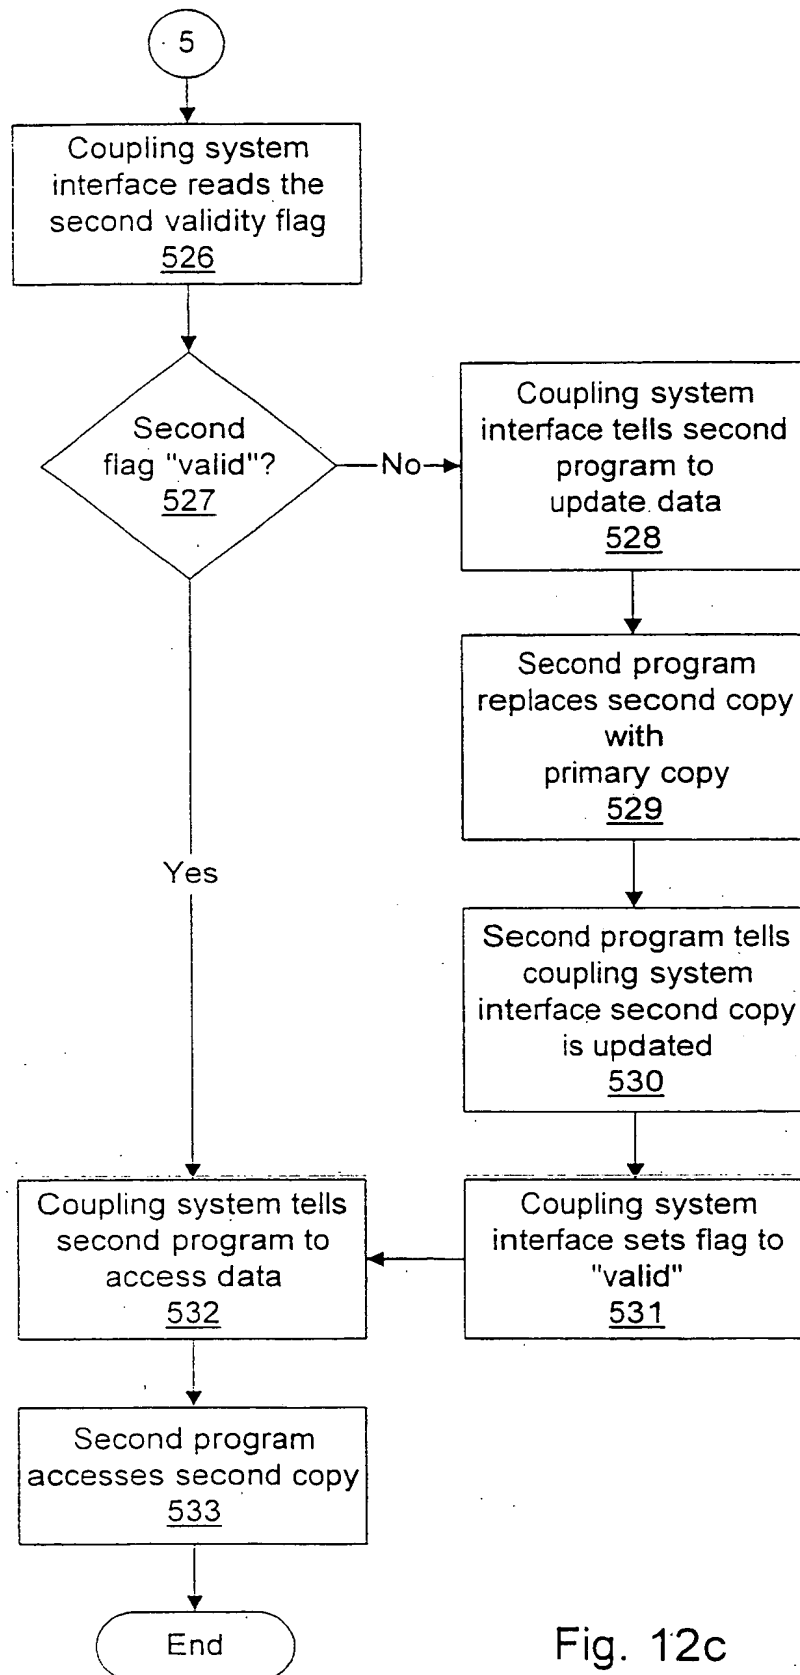 5
Coupling system
interface reads the
second validity flag
526
Second
flag "valid"?
527
No
Coupling system
interface tells second
program to
update data
528
Second program
replaces second copy
with
primary copy
529
Second program tells
coupling system
interface second copy
is updated
530
Yes
Coupling system
interface sets flag to
"valid"
531
Coupling system tells
second program to
access data
532
Second program
accesses second copy
533
End
Fig. 12c